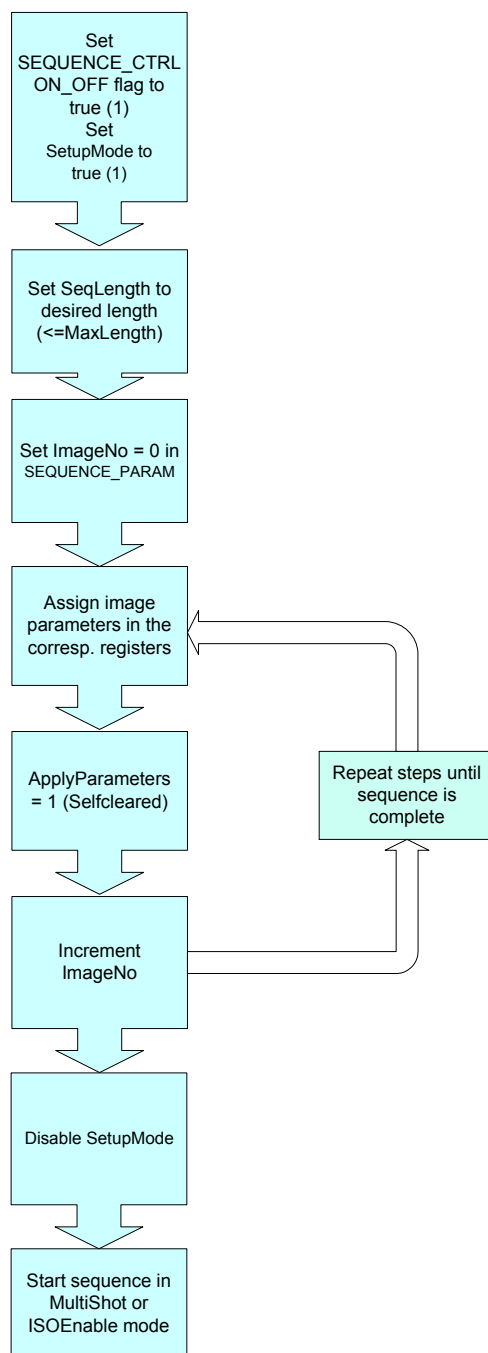 Set
SEQUENCE_CTRL
ON_OFF flag to
true (1)
Set
SetupMode to
true (1)
Set SeqLength to
desired length
(<=MaxLength)
Set ImageNo = 0 in
SEQUENCE_PARAM
Assign image
parameters in the
corresp. registers
ApplyParameters
= 1 (Selfcleared)
Repeat steps until
sequence is
complete
Increment
ImageNo
Disable SetupMode
Start sequence in
MultiShot or
ISOEnable mode